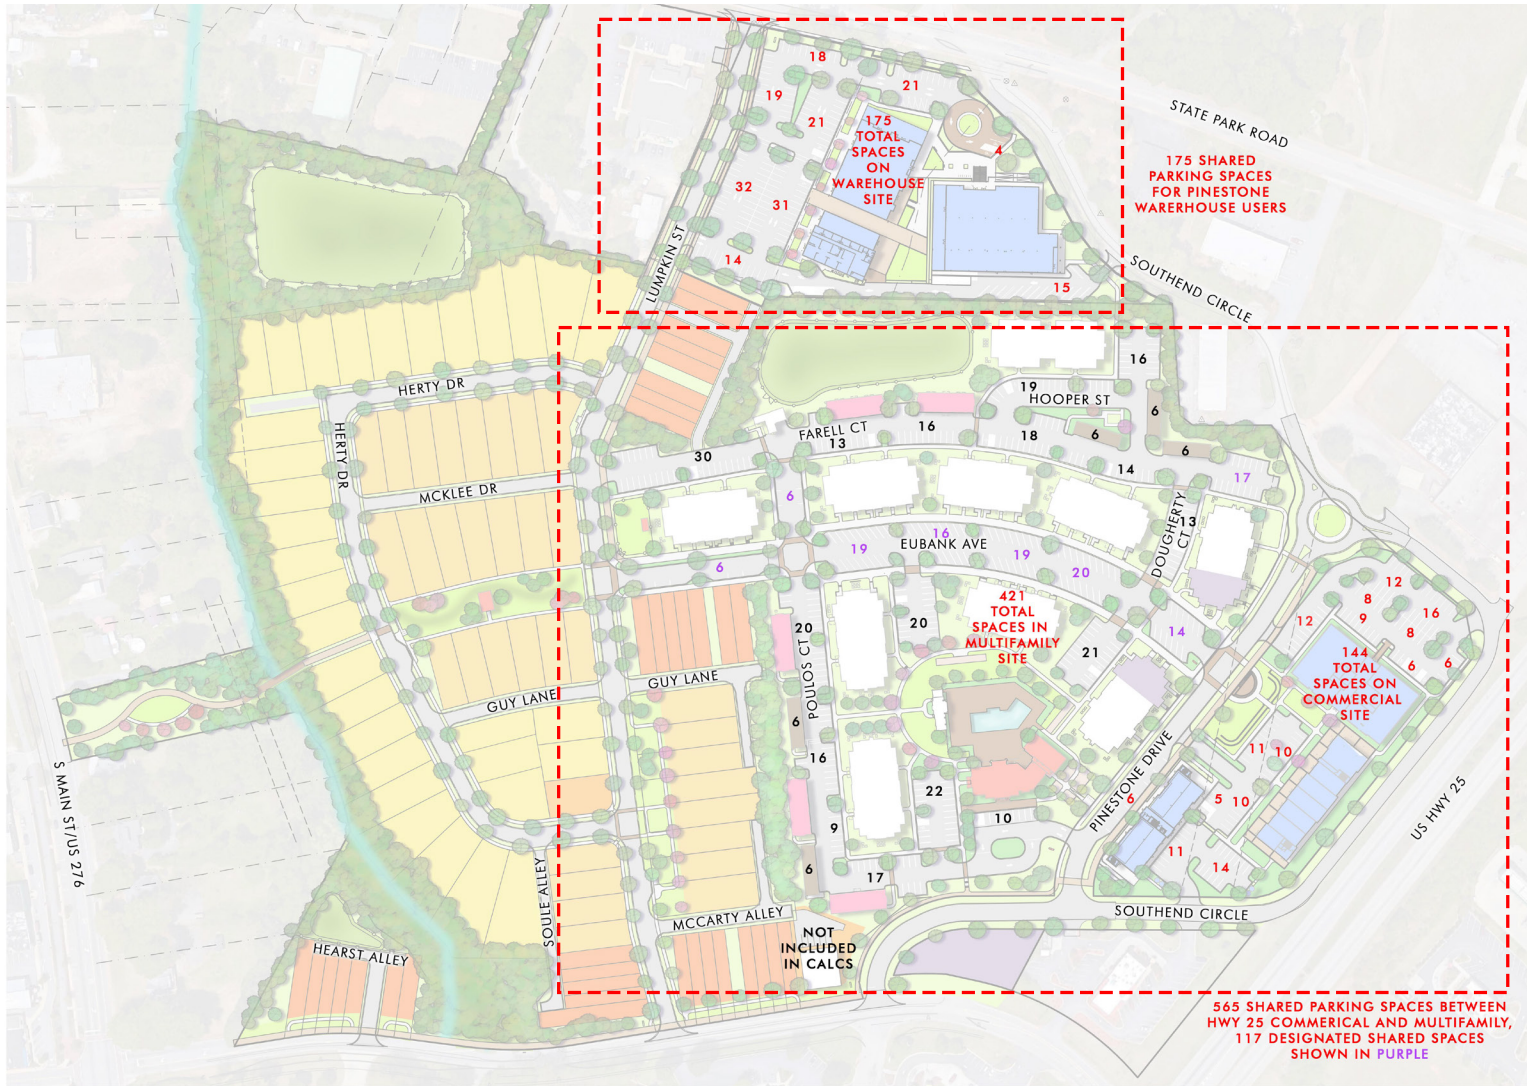 18
21
19
21
175
TOTAL
SPACES
ON
WAREHOUSE
SITE
4
32
31
14
15
STATE PARK ROAD
175 SHARED
PARKING SPACES
FOR PINESTONE
WARERHOUSE USERS
LUMPKIN ST
SOUTHEND CIRCLE
HERTY DR
HERTY DR
MCKLEE DR
16
19
HOOPER ST
6
6
6
FARELL CT
13
16
18
14
30
17
6
DOUGHERTY
CT
13
19
16
EUBANK AVE
19
20
6
421
TOTAL
SPACES IN
MULTIFAMILY
SITE
20
20
21
14
POULOS CT
12
8
9
16
12
8
6
6
144
TOTAL
SPACES ON
COMMERCIAL
SITE
GUY LANE
GUY LANE
6
16
9
6
22
10
17
11
10
5
10
6
11
14
PINESTONE DRIVE
US HWY 25
S MAIN ST/US 276
SOULE ALLEY
MCCARTY ALLEY
HEARST ALLEY
NOT
INCLUDED
IN CALCS
SOUTHEND CIRCLE
565 SHARED PARKING SPACES BETWEEN
HWY 25 COMMERICAL AND MULTIFAMILY,
117 DESIGNATED SHARED SPACES
SHOWN IN PURPLE